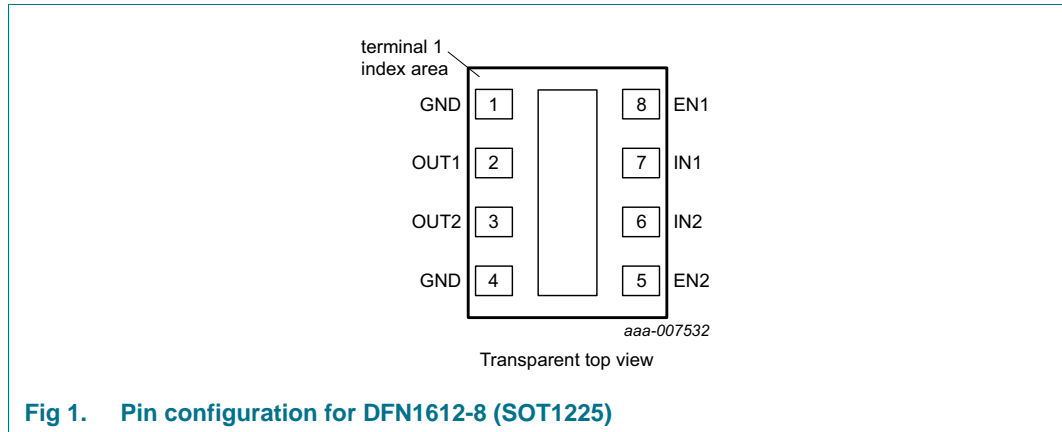 terminal 1
index area
GND 1 8 EN1
OUT1 2 7 IN1
OUT2 3 6 IN2
GND 4 5 EN2
aaa-007532
Transparent top view
Fig 1. Pin configuration for DFN1612-8 (SOT1225)